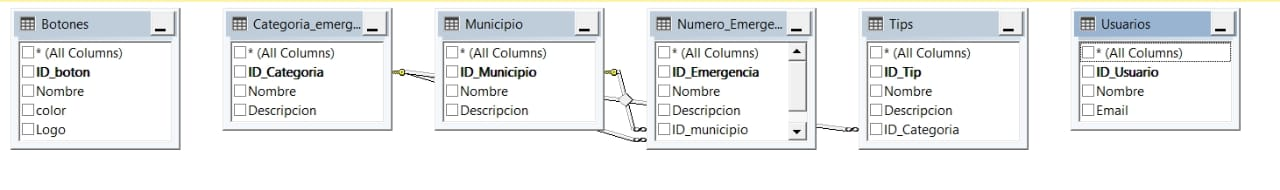 Botones
* (All Columns)
ID_boton
Nombre
color
Logo
Categoria_emerg...
* (All Columns)
ID_Categoria
Nombre
Descripcion
Municipio
* (All Columns)
ID_Municipio
Nombre
Descripcion
Numero_Emerge...
* (All Columns)
ID_Emergencia
Nombre
Descripcion
ID_municipio
Tips
* (All Columns)
ID_Tip
Nombre
Descripcion
ID_Categoria
Usuarios
* (All Columns)
ID_Usuario
Nombre
Email